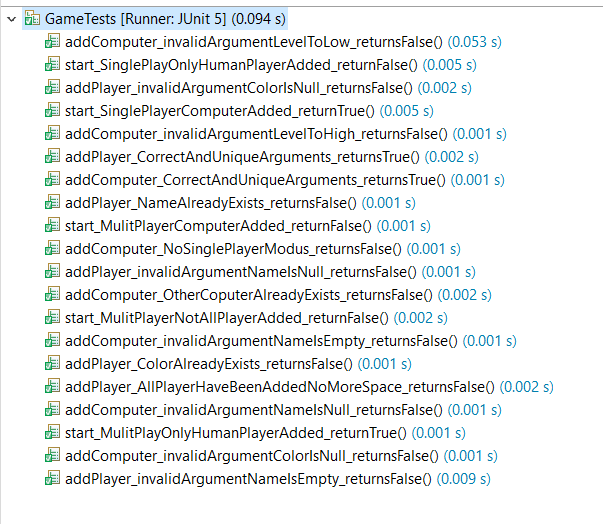 GameTests [Runner: JUnit 5] (0.094 s)
addComputer_invalidArgumentLevelToLow_returnsFalse() (0.053 s)
start_SinglePlayOnlyHumanPlayerAdded_returnFalse() (0.005 s)
addPlayer_invalidArgumentColorIsNull_returnsFalse() (0.002 s)
start_SinglePlayerComputerAdded_returnTrue() (0.005 s)
addComputer_invalidArgumentLevelToHigh_returnsFalse() (0.001 s)
addPlayer_CorrectAndUniqueArguments_returnsTrue() (0.002 s)
addComputer_CorrectAndUniqueArguments_returnsTrue() (0.001 s)
addPlayer_NameAlreadyExists_returnsFalse() (0.001 s)
start_MulitPlayerComputerAdded_returnFalse() (0.001 s)
addComputer_NoSinglePlayerModus_returnsFalse() (0.001 s)
addPlayer_invalidArgumentNameIsNull_returnsFalse() (0.001 s)
addComputer_OtherCoputerAlreadyExists_returnsFalse() (0.002 s)
start_MulitPlayerNotAllPlayerAdded_returnFalse() (0.002 s)
addComputer_invalidArgumentNameIsEmpty_returnsFalse() (0.001 s)
addPlayer_ColorAlreadyExists_returnsFalse() (0.001 s)
addPlayer_AllPlayerHaveBeenAddedNoMoreSpace_returnsFalse() (0.002 s)
addComputer_invalidArgumentNameIsNull_returnsFalse() (0.001 s)
start_MulitPlayOnlyHumanPlayerAdded_returnTrue() (0.001 s)
addComputer_invalidArgumentColorIsNull_returnsFalse() (0.001 s)
addPlayer_invalidArgumentNameIsEmpty_returnsFalse() (0.009 s)